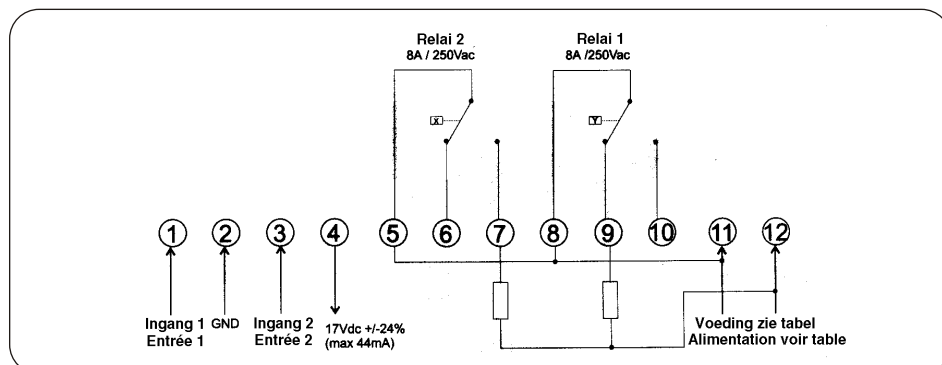 Relai 2
8A / 250Vac
Relai 1
8A /250Vac
X
Y
1 2 3 4 5 6 7 8 9 10 11 12
Ingang 1
Entrée 1
GND
Ingang 2
Entrée 2
17Vdc +/-24%
(max 44mA)
Voeding zie tabel
Alimentation voir table